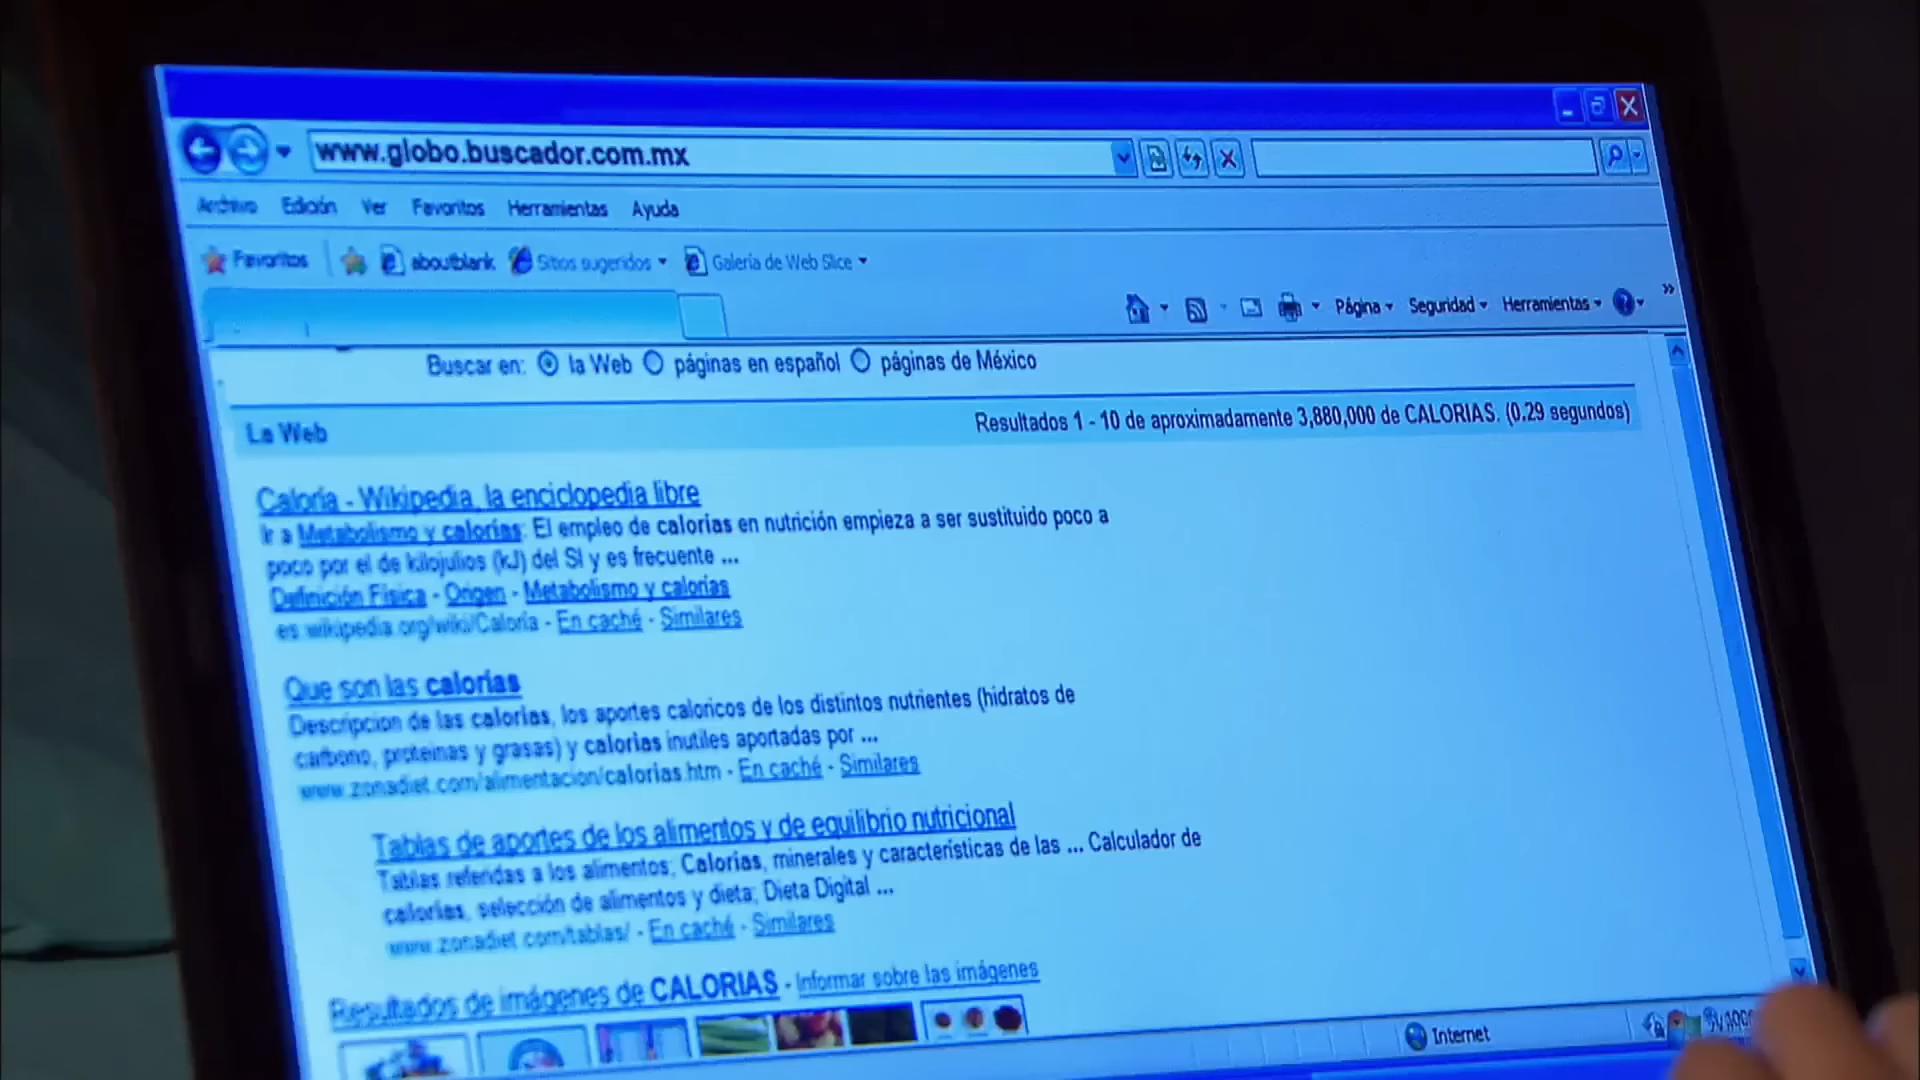 www.globo.buscador.com.mx
Archivo Edición Ver Favoritos Herramientas Ayuda
Favoritos aboutblank Sitios sugeridos Galería de Web Slice
Página Seguridad Herramientas
Buscar en: la Web páginas en español páginas de México
La Web Resultados 1 - 10 de aproximadamente 3,880,000 de CALORIAS. (0.29 segundos)
Caloría - Wikipedia, la enciclopedia libre
Ir a Metabolismo y calorías: El empleo de calorías en nutrición empieza a ser sustituido poco a
poco por el de kilojulios (kJ) del SI y es frecuente ...
Definición Física - Origen - Metabolismo y calorías
es.wikipedia.org/wiki/Caloría - En caché - Similares
Que son las calorías
Descripcion de las calorias, los aportes caloricos de los distintos nutrientes (hidratos de
carbono, proteinas y grasas) y calorias inutiles aportadas por ...
www.zonadiet.com/alimentacion/calorias.htm - En caché - Similares
Tablas de aportes de los alimentos y de equilibrio nutricional
Tablas referidas a los alimentos; Calorias, minerales y características de las ... Calculador de
calorías, selección de alimentos y dieta; Dieta Digital ...
www.zonadiet.com/tablas/ - En caché - Similares
Resultados de imágenes de CALORIAS - Informar sobre las imágenes
Internet